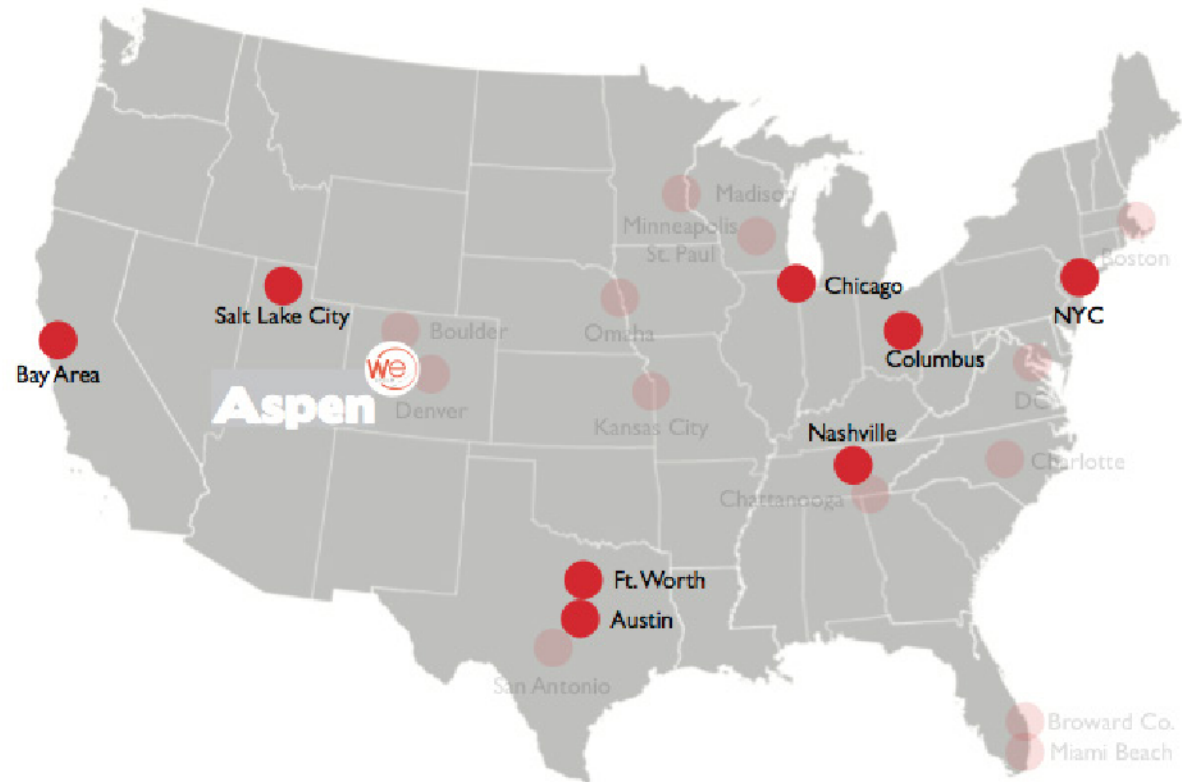 Madison
Minneapolis
St. Paul
Boston
Chicago
NYC
Salt Lake City
Boulder
Omaha
Columbus
Bay Area
we
Aspen
Denver
Kansas City
DC
Nashville
Charlotte
Chattanooga
Ft. Worth
Austin
San Antonio
Broward Co.
Miami Beach